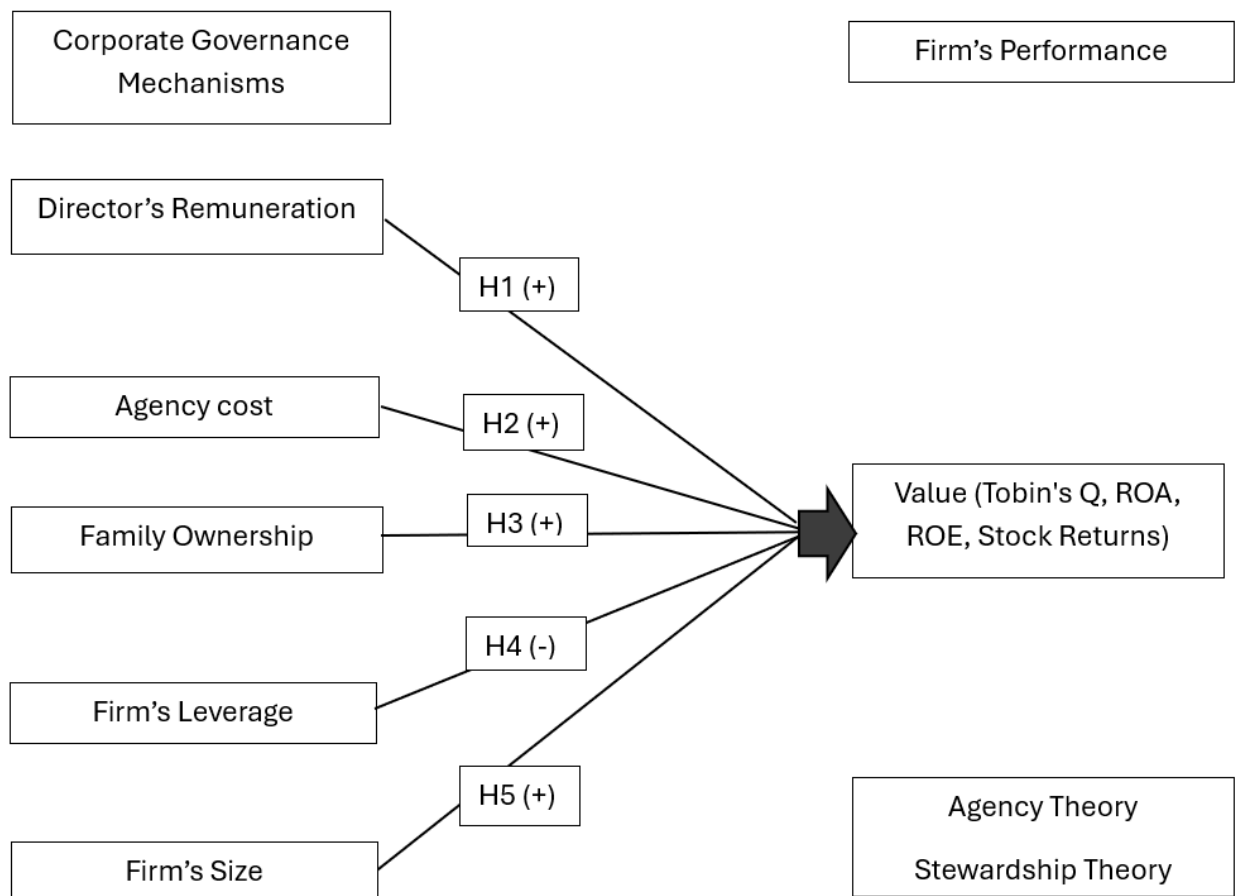 Corporate Governance
Mechanisms
Firm’s Performance
Director’s Remuneration
H1 (+)
Agency cost
H2 (+)
Family Ownership
H3 (+)
Value (Tobin's Q, ROA,
ROE, Stock Returns)
Firm’s Leverage
H4 (-)
Firm’s Size
H5 (+)
Agency Theory
Stewardship Theory